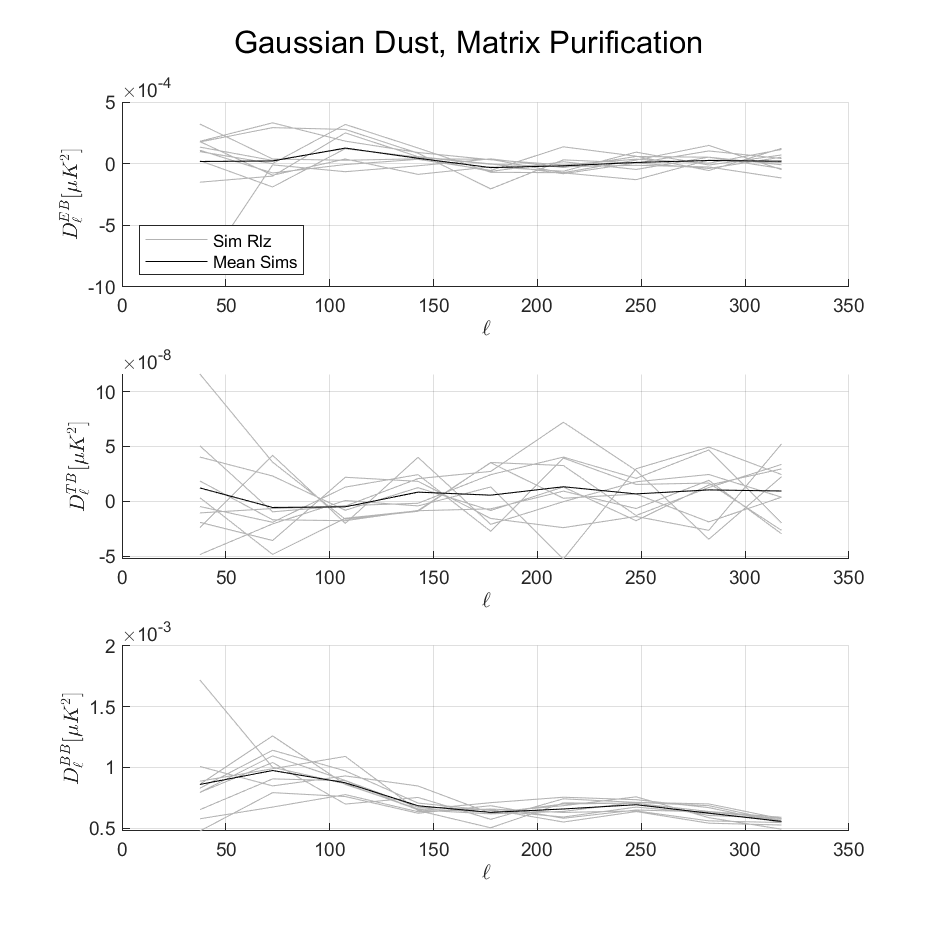 Gaussian Dust, Matrix Purification
×10^-4
5
0
-5
-10
D_ℓ^{EB}[μK^2]
Sim Rlz
Mean Sims
0 50 100 150 200 250 300 350
ℓ
×10^-8
10
5
0
-5
D_ℓ^{TB}[μK^2]
0 50 100 150 200 250 300 350
ℓ
×10^-3
2
1.5
1
0.5
D_ℓ^{BB}[μK^2]
0 50 100 150 200 250 300 350
ℓ